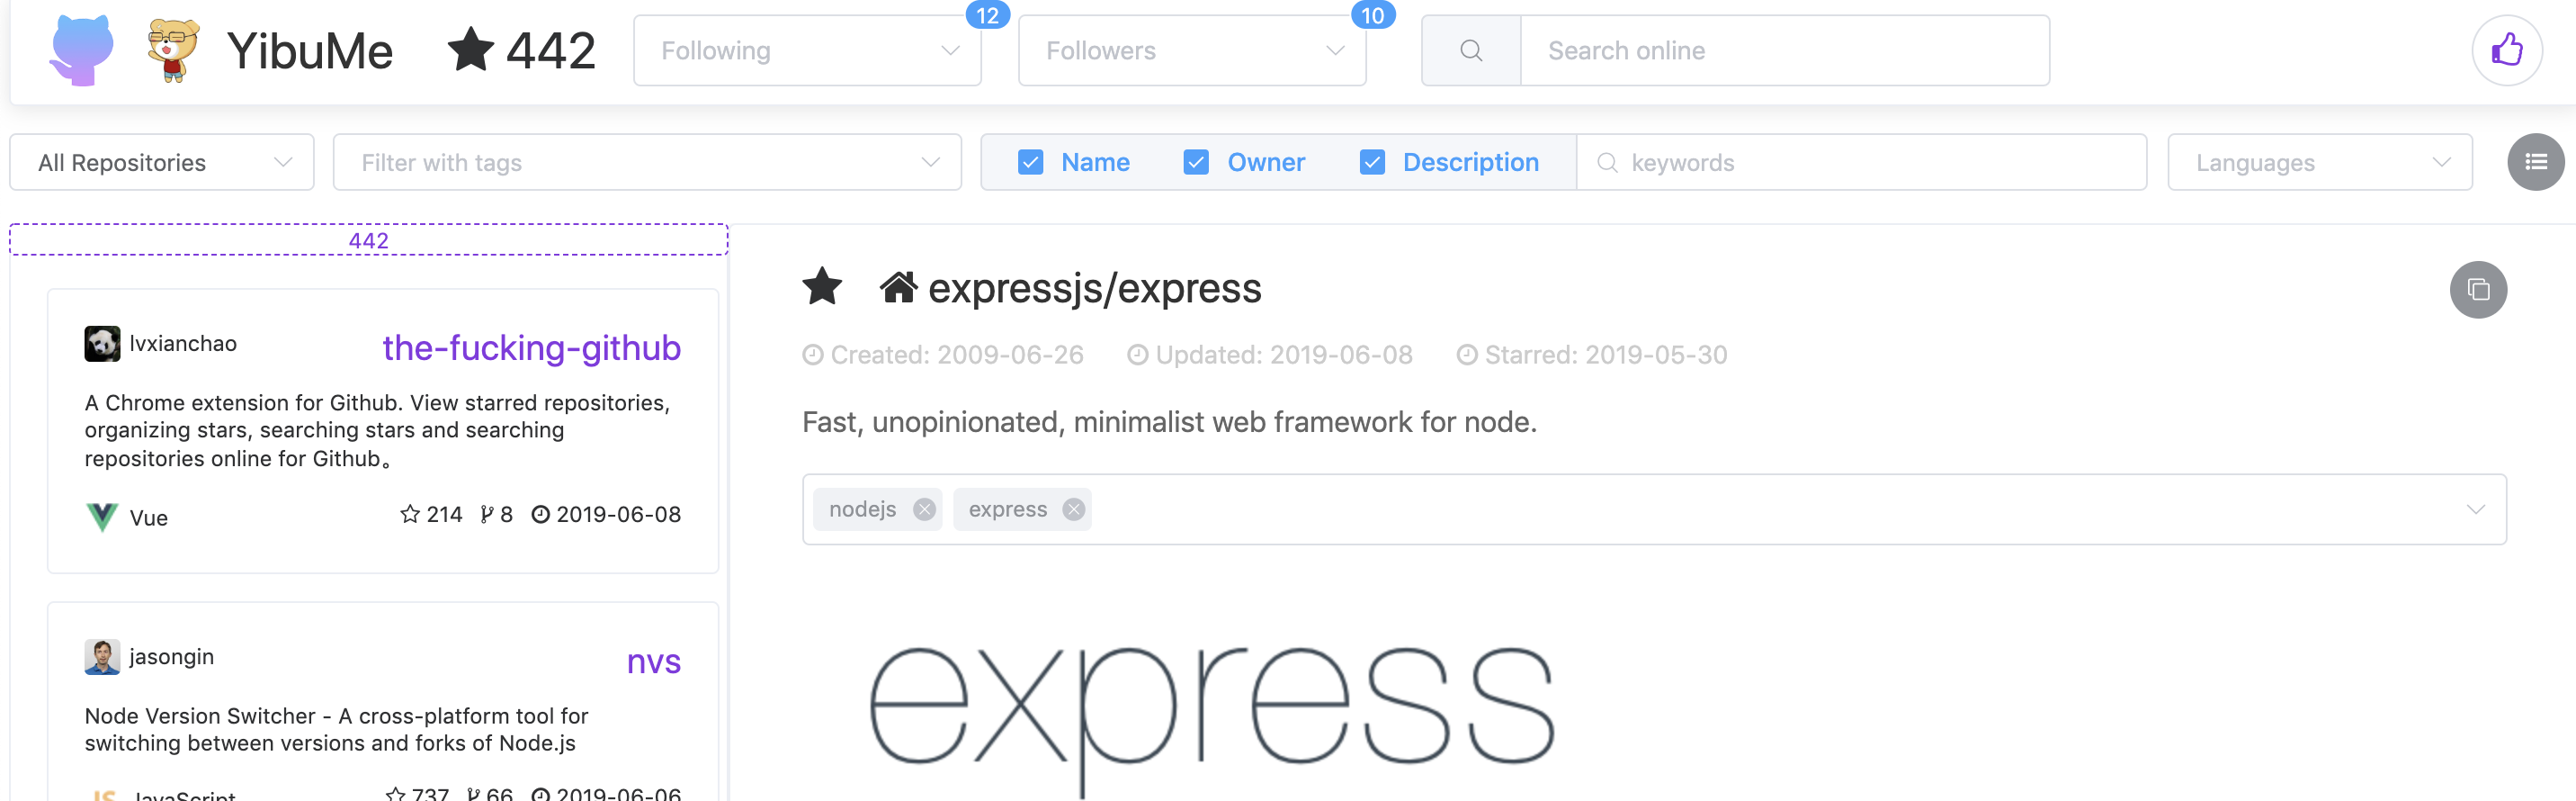 YibuMe
442
Following
12
Followers
10
Search online
All Repositories
Filter with tags
Name
Owner
Description
keywords
Languages
442
lvxianchao
the-fucking-github
A Chrome extension for Github. View starred repositories,
organizing stars, searching stars and searching
repositories online for Github。
Vue
214
8
2019-06-08
jasongin
nvs
Node Version Switcher - A cross-platform tool for
switching between versions and forks of Node.js
JS
JavaScript
737
66
2019-06-06
expressjs/express
Created: 2009-06-26
Updated: 2019-06-08
Starred: 2019-05-30
Fast, unopinionated, minimalist web framework for node.
nodejs
express
express